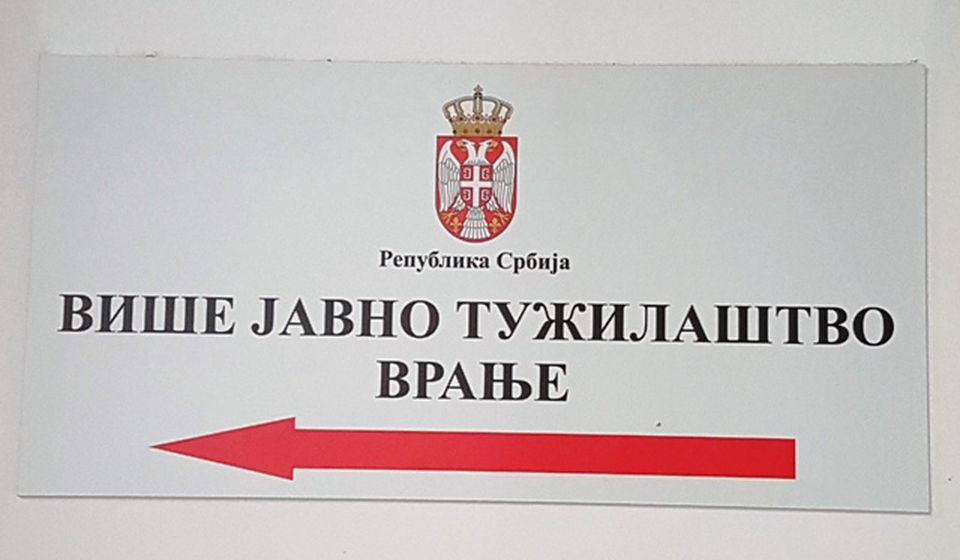 Република Србија
ВИШЕ ЈАВНО ТУЖИЛАШТВО
ВРАЊЕ